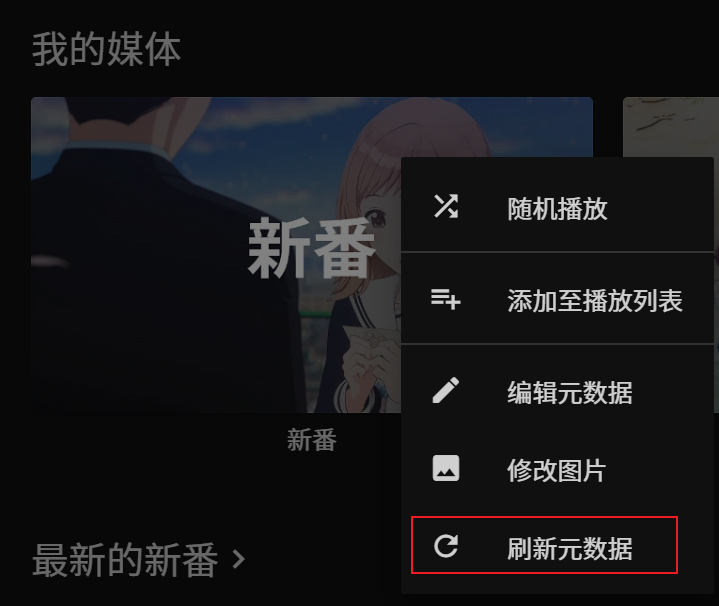 我的媒体
新番
新番
最新的新番
随机播放
添加至播放列表
编辑元数据
修改图片
刷新元数据